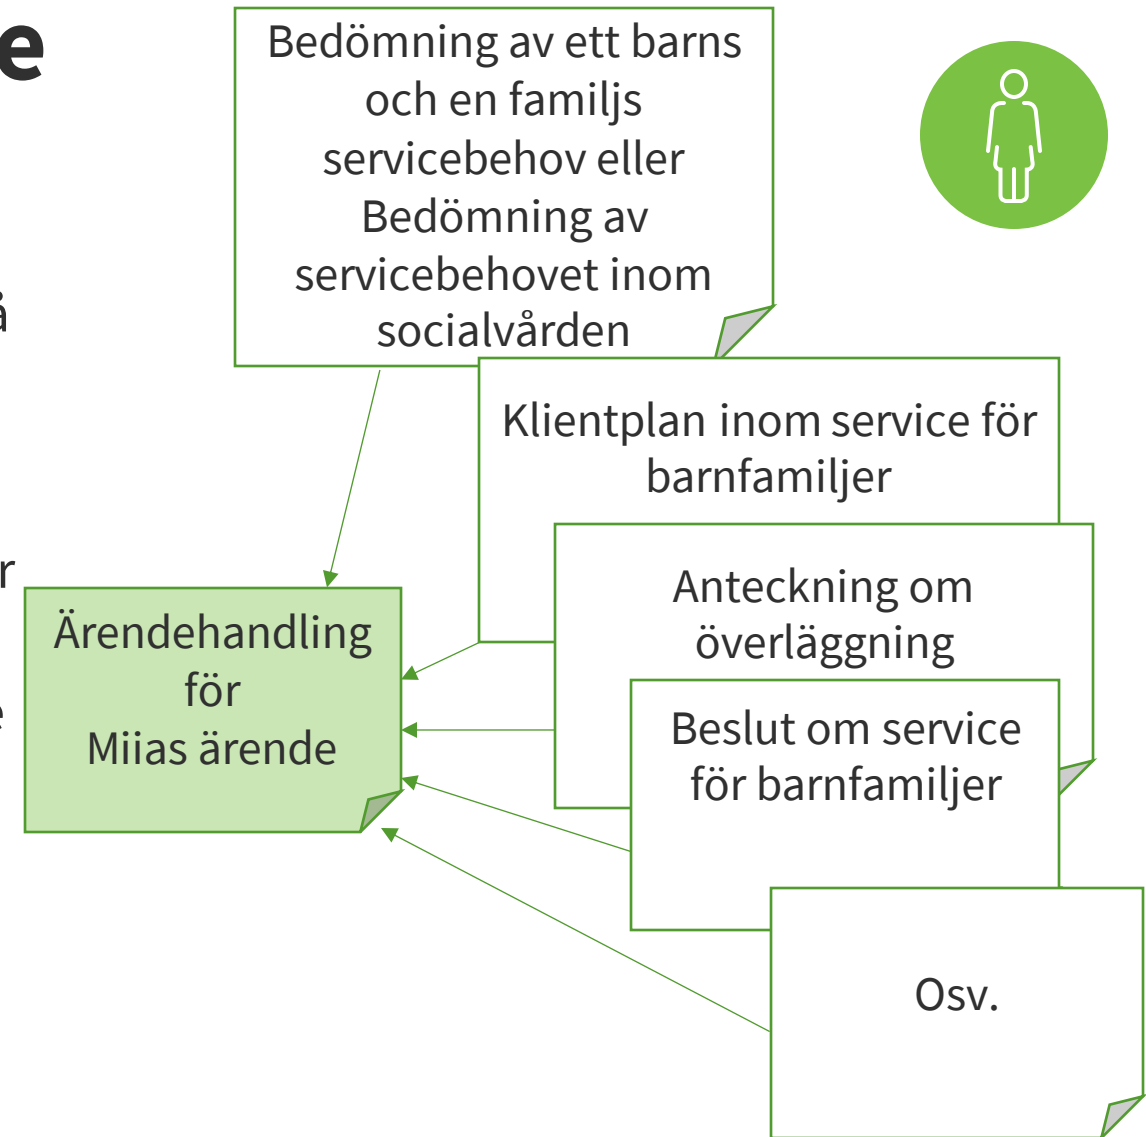 Bedömning av ett barns
och en familjs
servicebehov eller
Bedömning av
servicebehovet inom
socialvården
Klientplan inom service för
barnfamiljer
Anteckning om
överläggning
Ärendehandling
för
Miias ärende
Beslut om service
för barnfamiljer
Osv.